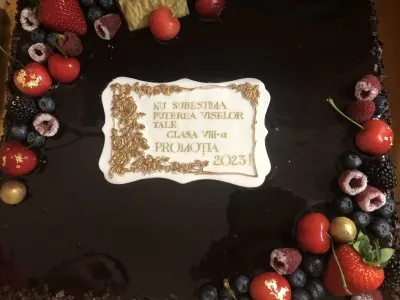 NU SUBESTIMA
PUTEREA VISELOR
TALE
CLASA VIII-a
PROMOȚIA
2023!